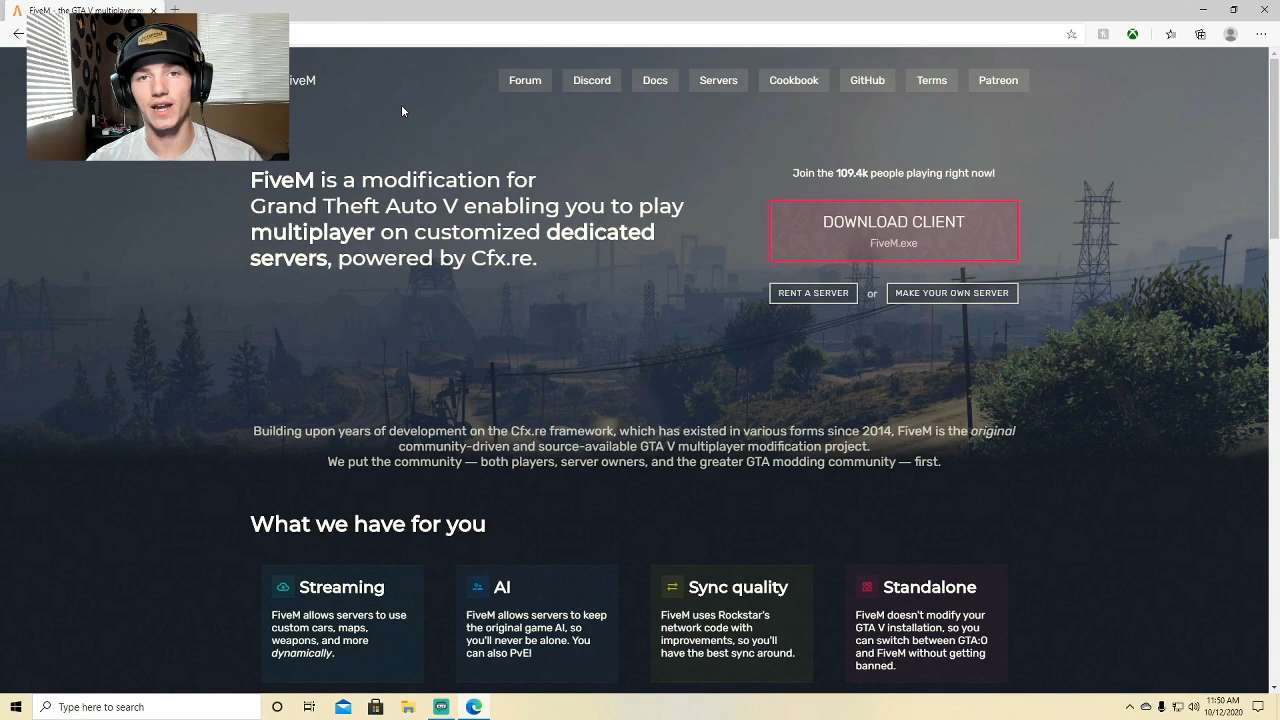 FiveM - the GTA V multiplayer m
iveM
Forum
Discord
Docs
Servers
Cookbook
GitHub
Terms
Patreon
FiveM is a modification for
Grand Theft Auto V enabling you to play
multiplayer on customized dedicated
servers, powered by Cfx.re.
Join the 109.4k people playing right now!
DOWNLOAD CLIENT
FiveM.exe
RENT A SERVER
or
MAKE YOUR OWN SERVER
Building upon years of development on the Cfx.re framework, which has existed in various forms since 2014, FiveM is the original
community-driven and source-available GTA V multiplayer modification project.
We put the community — both players, server owners, and the greater GTA modding community — first.
What we have for you
Streaming
FiveM allows servers to use
custom cars, maps,
weapons, and more
dynamically.
AI
FiveM allows servers to keep
the original game AI, so
you'll never be alone. You
can also PvE!
Sync quality
FiveM uses Rockstar's
network code with
improvements, so you'll
have the best sync around.
Standalone
FiveM doesn't modify your
GTA V installation, so you
can switch between GTA:O
and FiveM without getting
banned.
Type here to search
11:50 AM
10/12/2020